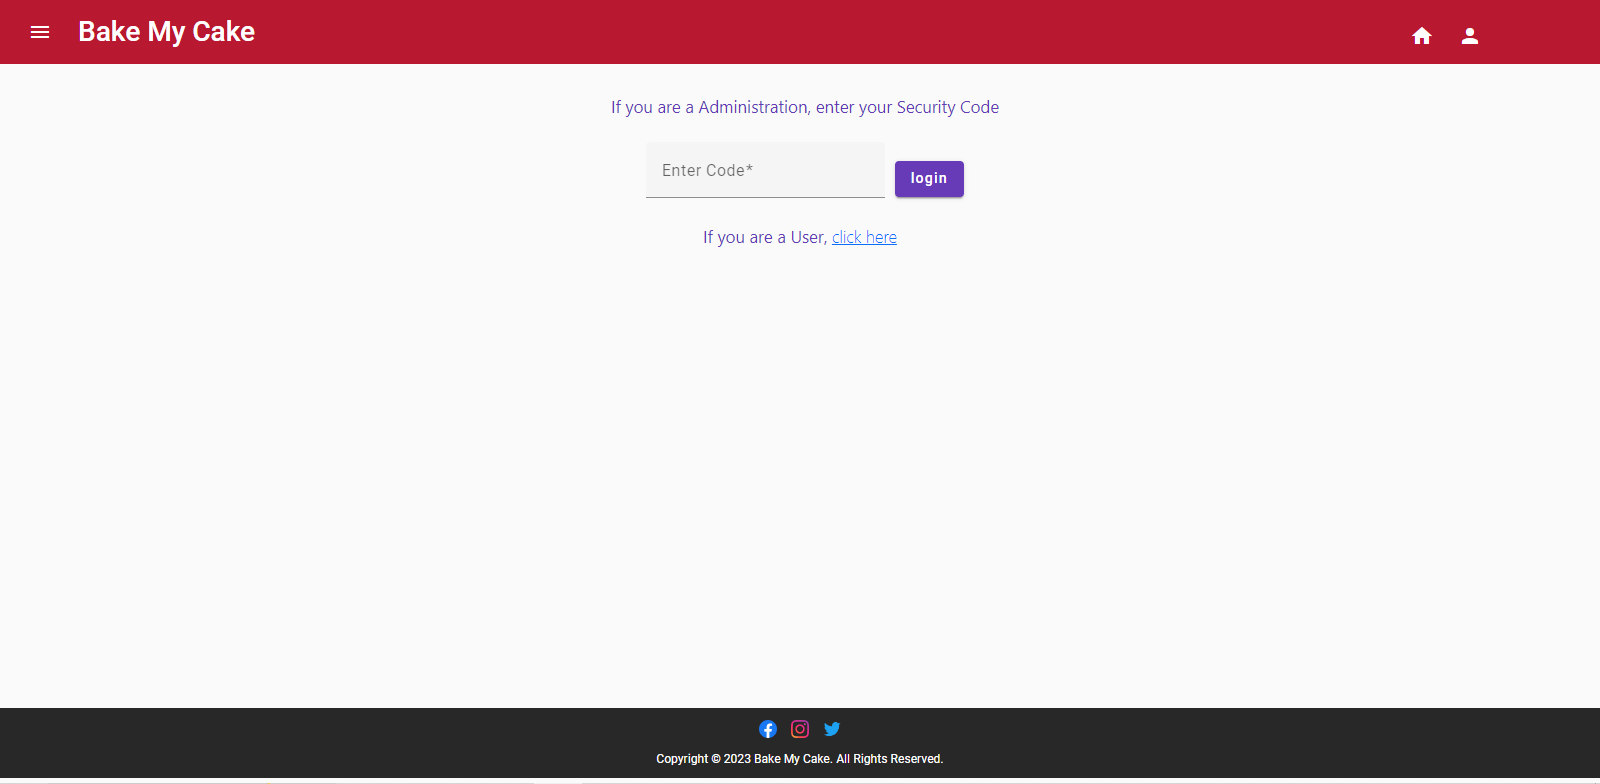 Bake My Cake
If you are a Administration, enter your Security Code
Enter Code*
login
If you are a User, click here
Copyright © 2023 Bake My Cake. All Rights Reserved.